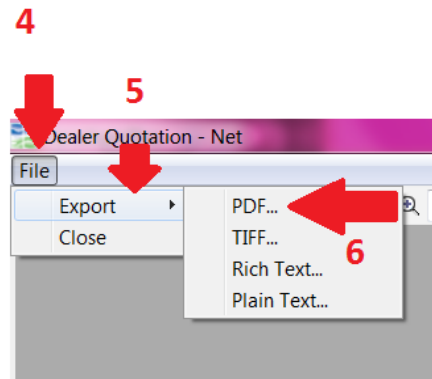 4
5
Dealer Quotation - Net
File
Export
PDF...
Close
TIFF...
6
Rich Text...
Plain Text...